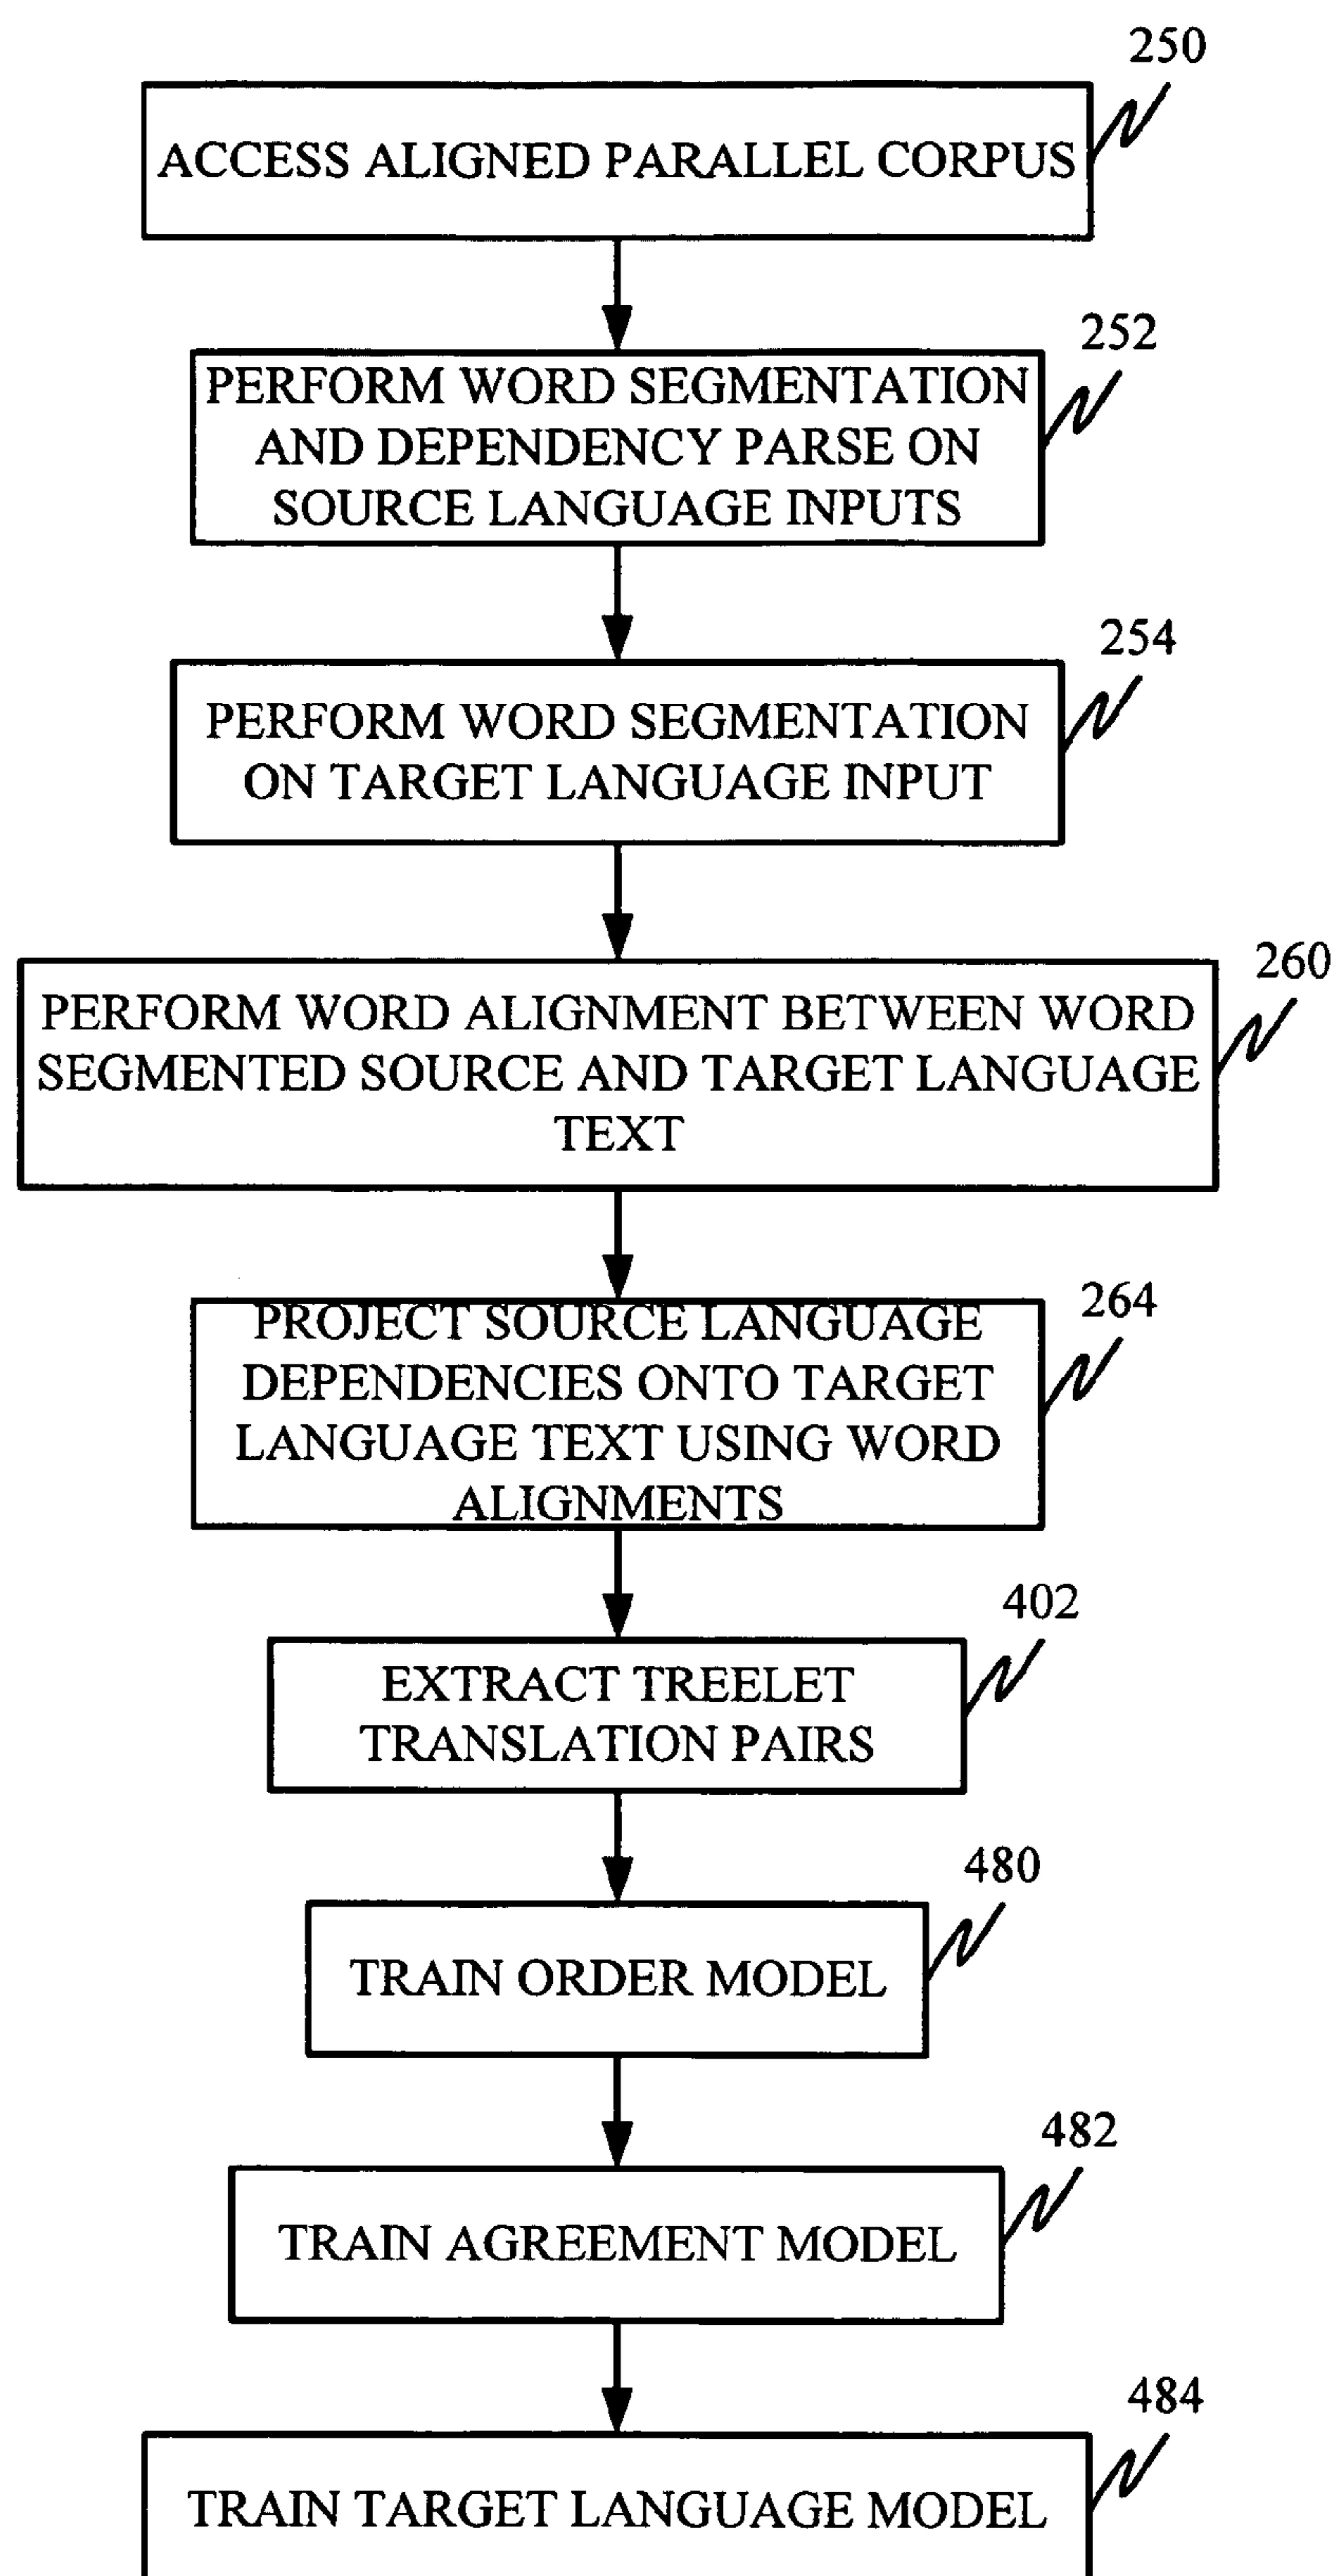 250
ACCESS ALIGNED PARALLEL CORPUS
252
PERFORM WORD SEGMENTATION
AND DEPENDENCY PARSE ON
SOURCE LANGUAGE INPUTS
254
PERFORM WORD SEGMENTATION
ON TARGET LANGUAGE INPUT
260
PERFORM WORD ALIGNMENT BETWEEN WORD
SEGMENTED SOURCE AND TARGET LANGUAGE
TEXT
264
PROJECT SOURCE LANGUAGE
DEPENDENCIES ONTO TARGET
LANGUAGE TEXT USING WORD
ALIGNMENTS
402
EXTRACT TREELET
TRANSLATION PAIRS
480
TRAIN ORDER MODEL
482
TRAIN AGREEMENT MODEL
484
TRAIN TARGET LANGUAGE MODEL